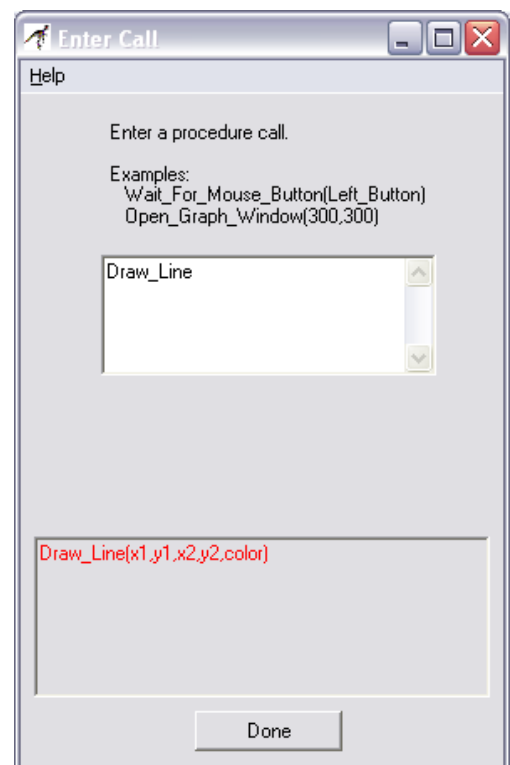 Enter Call
Help
Enter a procedure call.
Examples:
Wait_For_Mouse_Button(Left_Button)
Open_Graph_Window(300,300)
Draw_Line
Draw_Line(x1,y1,x2,y2,color)
Done